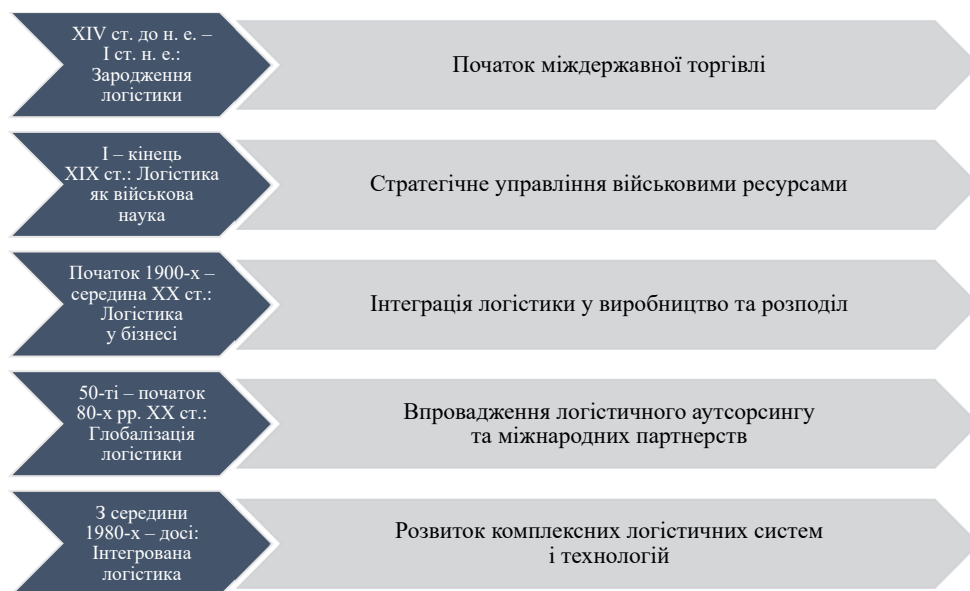 XIV ст. до н. е. –
I ст. н. е.:
Зародження
логістики
Початок міждержавної торгівлі
I – кінець
XIX ст.: Логістика
як військова
наука
Стратегічне управління військовими ресурсами
Початок 1900-х –
середина XX ст.:
Логістика
у бізнесі
Інтеграція логістики у виробництво та розподіл
50-ті – початок
80-х рр. XX ст.:
Глобалізація
логістики
Впровадження логістичного аутсорсингу
та міжнародних партнерств
З середини
1980-х – досі:
Інтегрована
логістика
Розвиток комплексних логістичних систем
і технологій